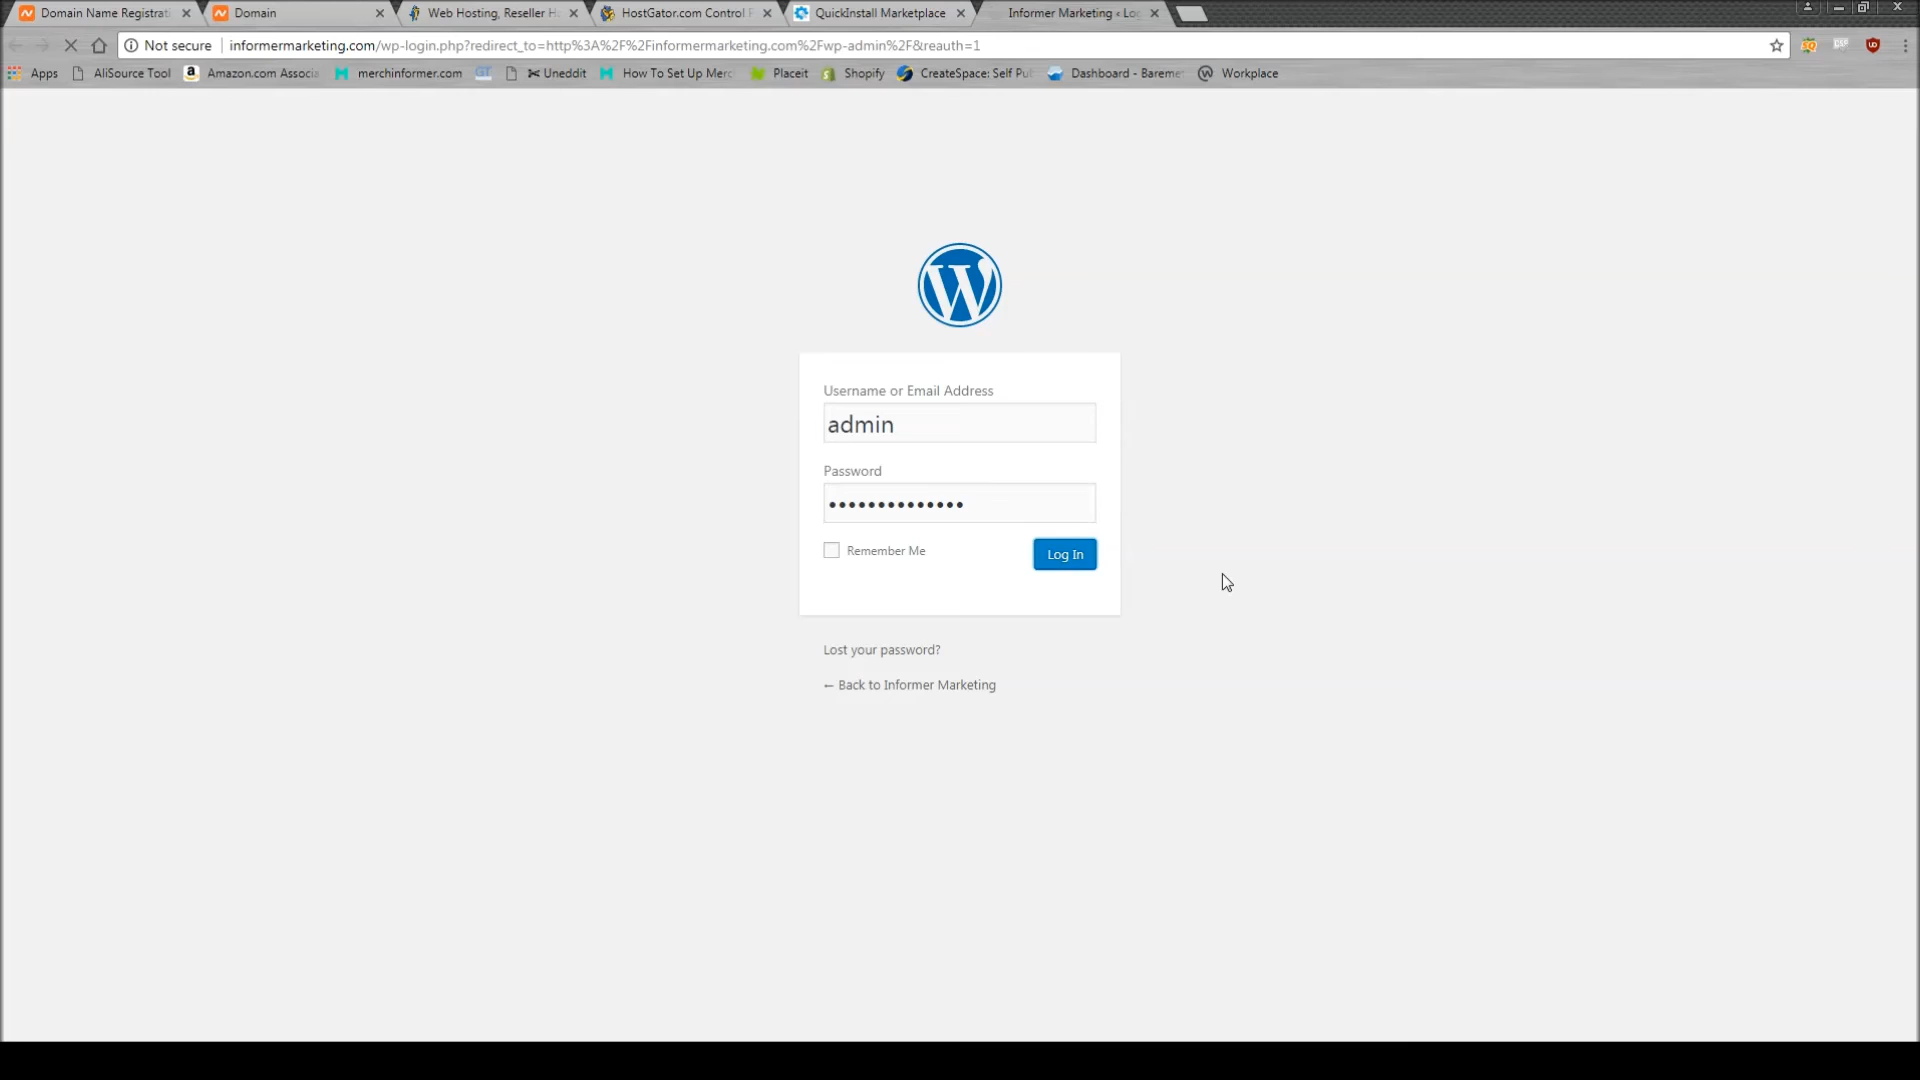 Domain Name Registrati
Domain
Web Hosting, Reseller H
HostGator.com Control P
QuickInstall Marketplace
Informer Marketing ‹ Log
Not secure
informermarketing.com/wp-login.php?redirect_to=http%3A%2F%2Finformermarketing.com%2Fwp-admin%2F&reauth=1
Apps
AliSource Tool
Amazon.com Associa
merchinformer.com
Uneddit
How To Set Up Merc
Placeit
Shopify
CreateSpace: Self Pu
Dashboard - Bareme
Workplace
Username or Email Address
admin
Password
Remember Me
Log In
Lost your password?
← Back to Informer Marketing